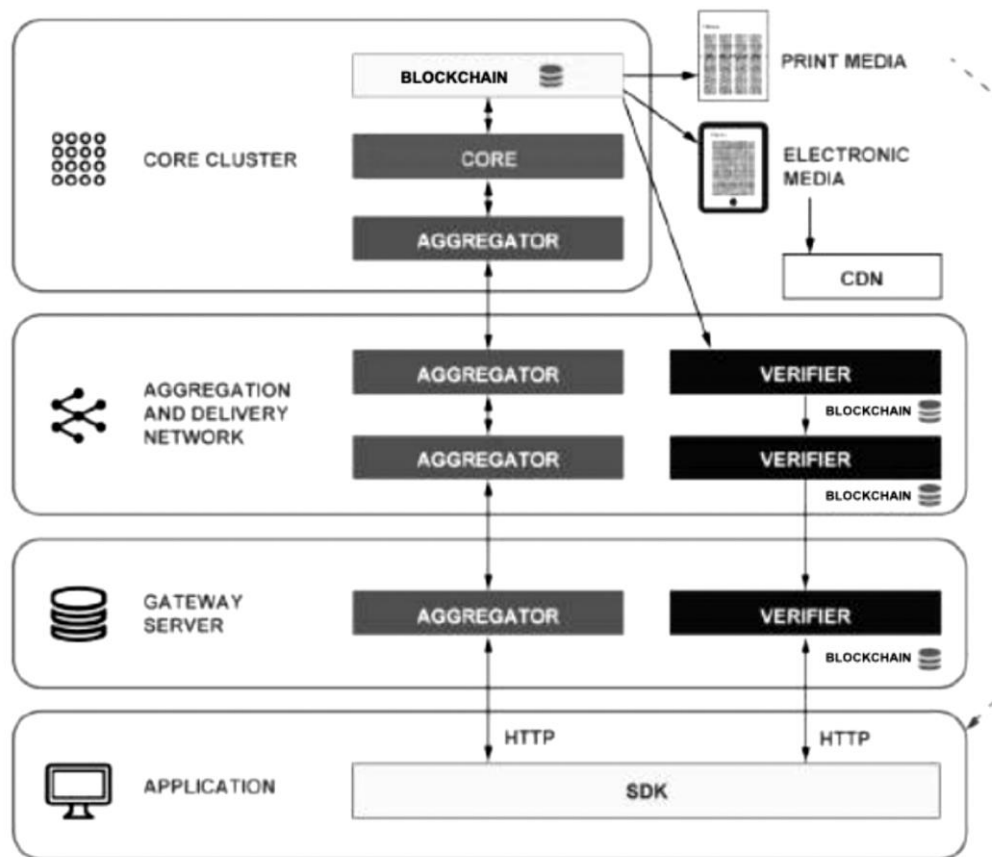 BLOCKCHAIN
PRINT MEDIA
CORE CLUSTER
CORE
ELECTRONIC
MEDIA
AGGREGATOR
CDN
AGGREGATION
AND DELIVERY
NETWORK
AGGREGATOR
VERIFIER
BLOCKCHAIN
AGGREGATOR
VERIFIER
BLOCKCHAIN
GATEWAY
SERVER
AGGREGATOR
VERIFIER
BLOCKCHAIN
HTTP
HTTP
APPLICATION
SDK